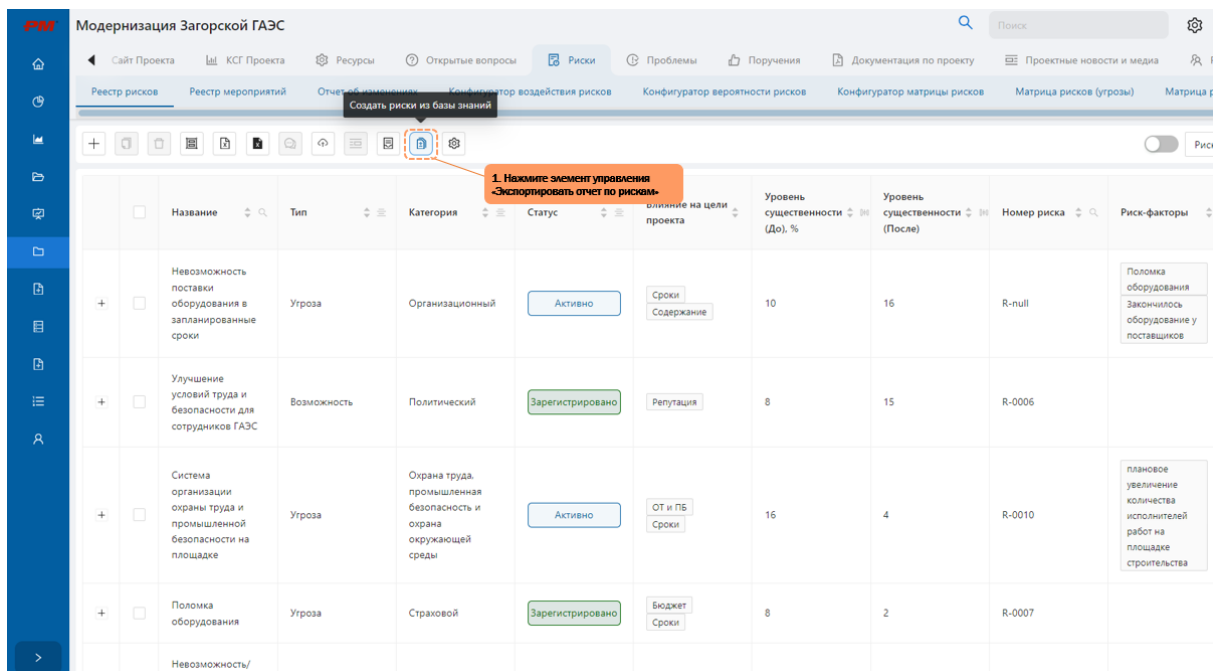 PM
Модернизация Загорской ГАЭС
Поиск
Сайт Проекта
КСГ Проекта
Ресурсы
Открытые вопросы
Риски
Проблемы
Поручения
Документация по проекту
Проектные новости и медиа
Реестр рисков
Реестр мероприятий
Отчет об изменениях
Конфигуратор воздействия рисков
Конфигуратор вероятности рисков
Конфигуратор матрицы рисков
Матрица рисков (угрозы)
Матрица р
Создать риски из базы знаний
Риск
1. Нажмите элемент управления
«Экспортировать отчет по рискам»
Название
Тип
Категория
Статус
Влияние на цели
проекта
Уровень
существенности
(До), %
Уровень
существенности
(После)
Номер риска
Риск-факторы
Невозможность
поставки
оборудования в
запланированные
сроки
Угроза
Организационный
Активно
Сроки
Содержание
10
16
R-null
Поломка
оборудования
Закончилось
оборудование у
поставщиков
Улучшение
условий труда и
безопасности для
сотрудников ГАЭС
Возможность
Политический
Зарегистрировано
Репутация
8
15
R-0006
Система
организации
охраны труда и
промышленной
безопасности на
площадке
Угроза
Охрана труда,
промышленная
безопасность и
охрана
окружающей
среды
Активно
ОТ и ПБ
Сроки
16
4
R-0010
плановое
увеличение
количества
исполнителей
работ на
площадке
строительства
Поломка
оборудования
Угроза
Страховой
Зарегистрировано
Бюджет
Сроки
8
2
R-0007
Невозможность/